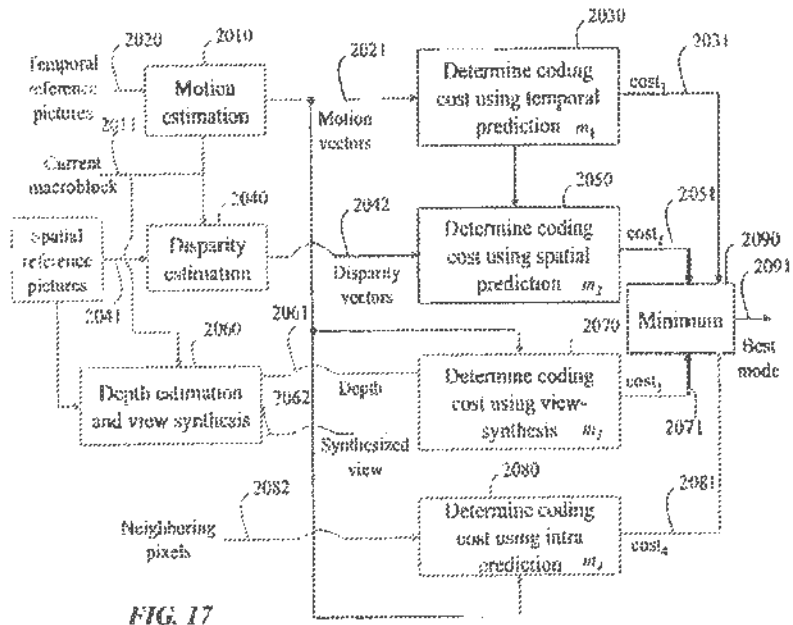 2020
2010
2030
Temporal
reference
pictures
Motion
estimation
2021
Motion
vectors
Determine coding
cost using temporal
prediction m1
cost1
2031
2011
Current
macroblock
2040
2042
2050
2051
Spatial
reference
pictures
Disparity
estimation
Disparity
vectors
Determine coding
cost using spatial
prediction m2
2090
2091
Minimum
Best
mode
2041
2060
2061
2070
Depth estimation
and view synthesis
2062
Depth
Synthesized
view
Determine coding
cost using view-
synthesis m3
cost3
2071
2082
2080
2081
Neighboring
pixels
Determine coding
cost using intra
prediction m4
cost4
FIG. 17